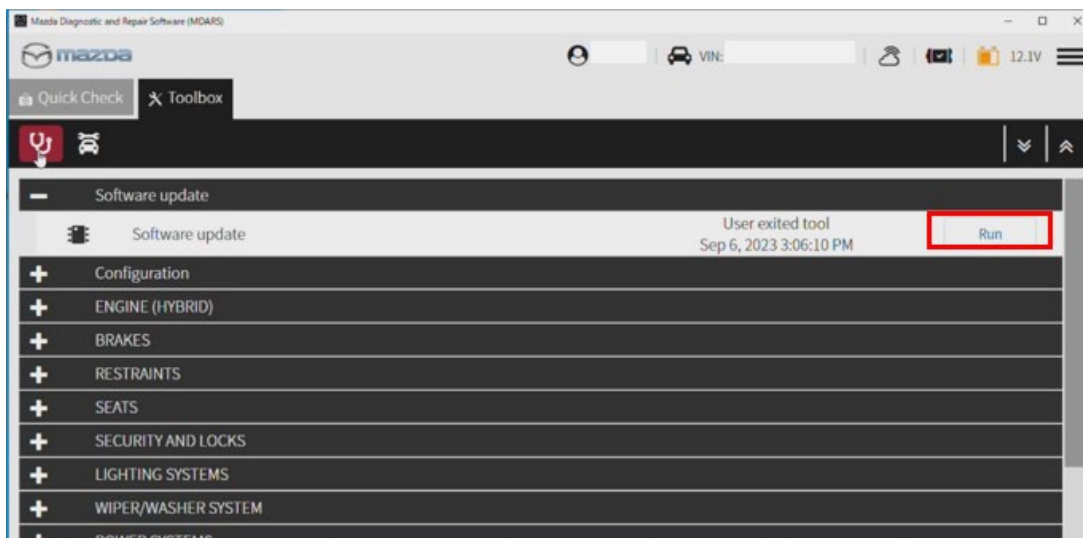 Mazda Diagnostic and Repair Software (MDARS)
mazda VIN: 12.1V
Quick Check Toolbox
Software update
Software update User exited tool Run
Sep 6, 2023 3:06:10 PM
Configuration
ENGINE (HYBRID)
BRAKES
RESTRAINTS
SEATS
SECURITY AND LOCKS
LIGHTING SYSTEMS
WIPER/WASHER SYSTEM
POWER SYSTEMS